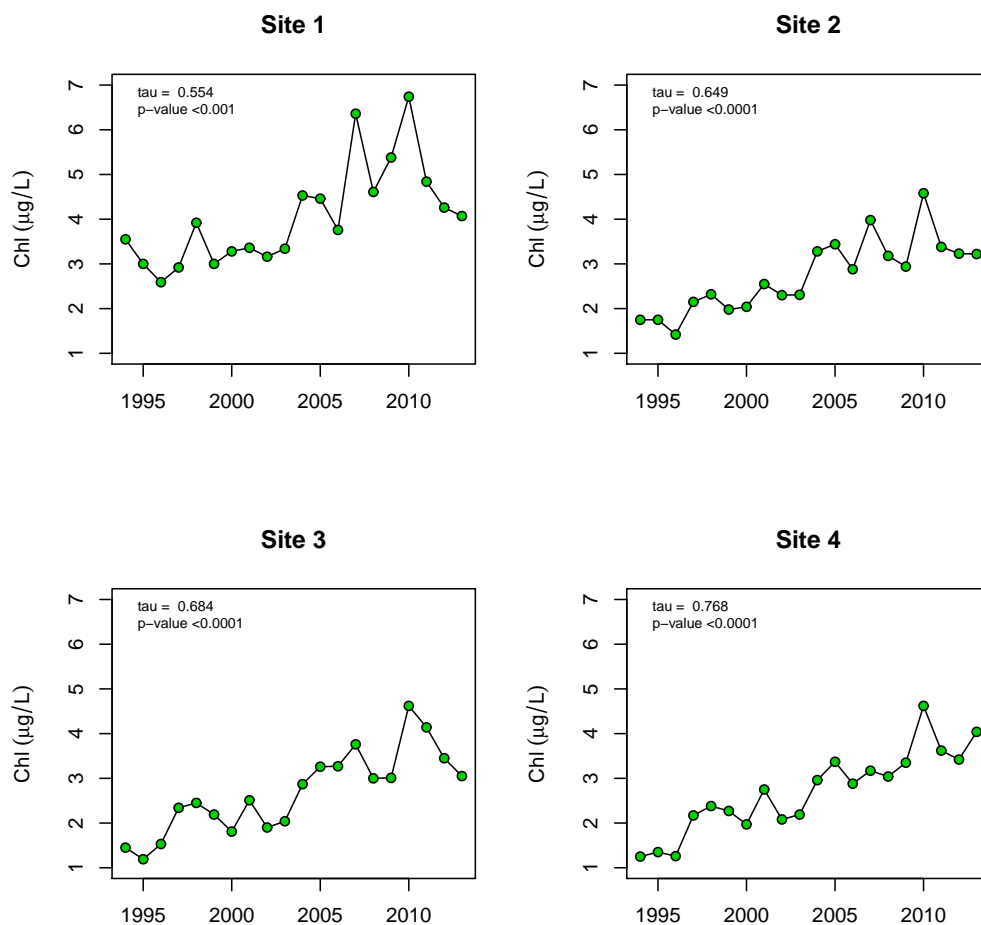 Site 1
Chl (µg/L)
7
6
5
4
3
2
1
tau = 0.554
p−value <0.001
1995 2000 2005 2010
Site 2
Chl (µg/L)
7
6
5
4
3
2
1
tau = 0.649
p−value <0.0001
1995 2000 2005 2010
Site 3
Chl (µg/L)
7
6
5
4
3
2
1
tau = 0.684
p−value <0.0001
1995 2000 2005 2010
Site 4
Chl (µg/L)
7
6
5
4
3
2
1
tau = 0.768
p−value <0.0001
1995 2000 2005 2010